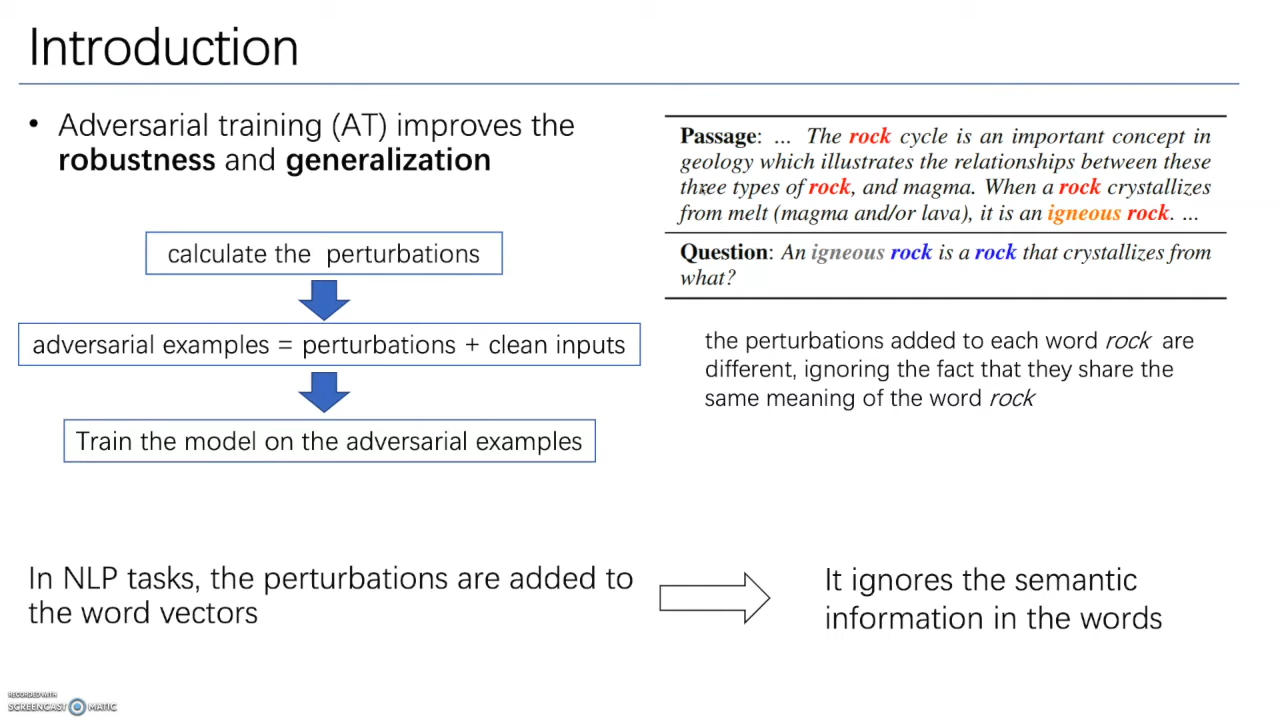 Introduction
• Adversarial training (AT) improves the
robustness and generalization
calculate the perturbations
adversarial examples = perturbations + clean inputs
Train the model on the adversarial examples
Passage: ... The rock cycle is an important concept in
geology which illustrates the relationships between these
three types of rock, and magma. When a rock crystallizes
from melt (magma and/or lava), it is an igneous rock. ...
Question: An igneous rock is a rock that crystallizes from
what?
the perturbations added to each word rock are
different, ignoring the fact that they share the
same meaning of the word rock
In NLP tasks, the perturbations are added to
the word vectors
It ignores the semantic
information in the words
RECORDED WITH
SCREENCAST MATIC